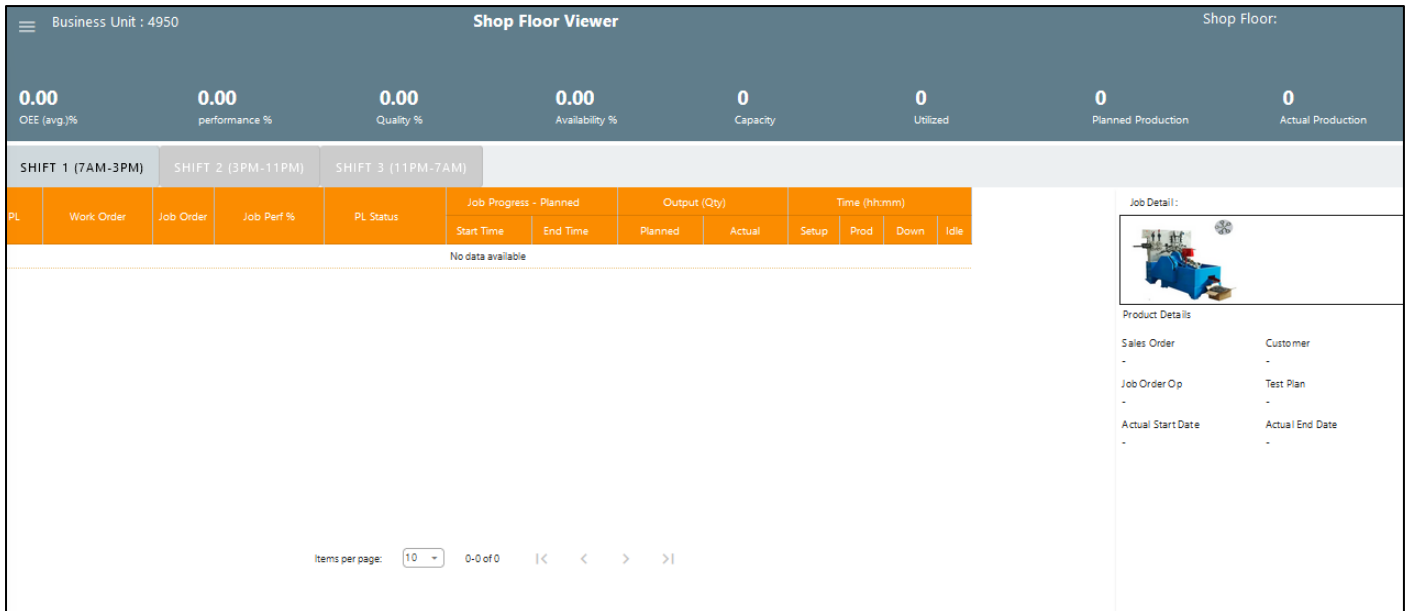 Business Unit : 4950
Shop Floor Viewer
Shop Floor:
0.00 0.00 0.00 0.00 0 0 0 0
OEE (avg.)% performance % Quality % Availability % Capacity Utilized Planned Production Actual Production
SHIFT 1 (7AM-3PM) SHIFT 2 (3PM-11PM) SHIFT 3 (11PM-7AM)
PL Work Order Job Order Job Perf % PL Status Job Progress - Planned Output (Qty) Time (hh:mm)
Start Time End Time Planned Actual Setup Prod Down Idle
No data available
Items per page: 10 0-0 of 0
Job Detail :
Product Details
Sales Order Customer
- -
Job Order Op Test Plan
- -
Actual Start Date Actual End Date
- -